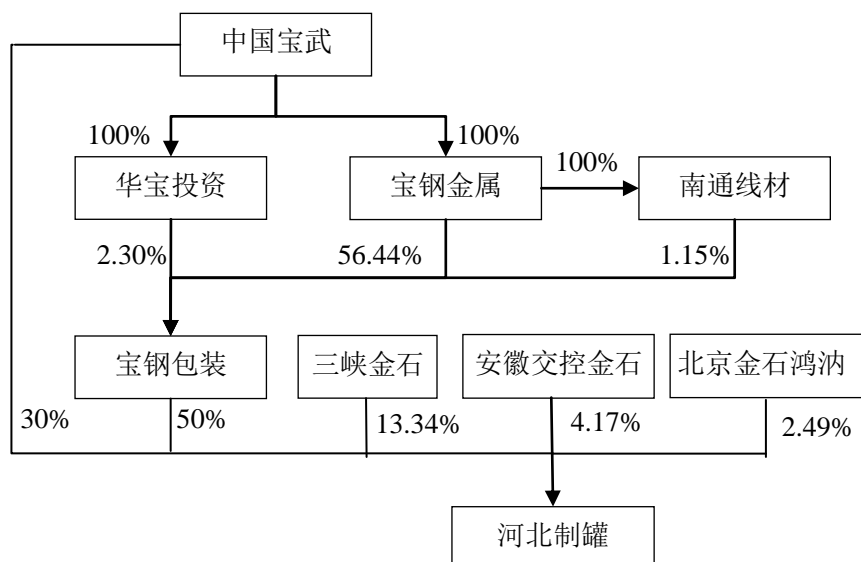 中国宝武
100%
100%
100%
华宝投资
宝钢金属
南通线材
2.30%
56.44%
1.15%
宝钢包装
三峡金石
安徽交控金石
北京金石鸿汭
30%
50%
13.34%
4.17%
2.49%
河北制罐